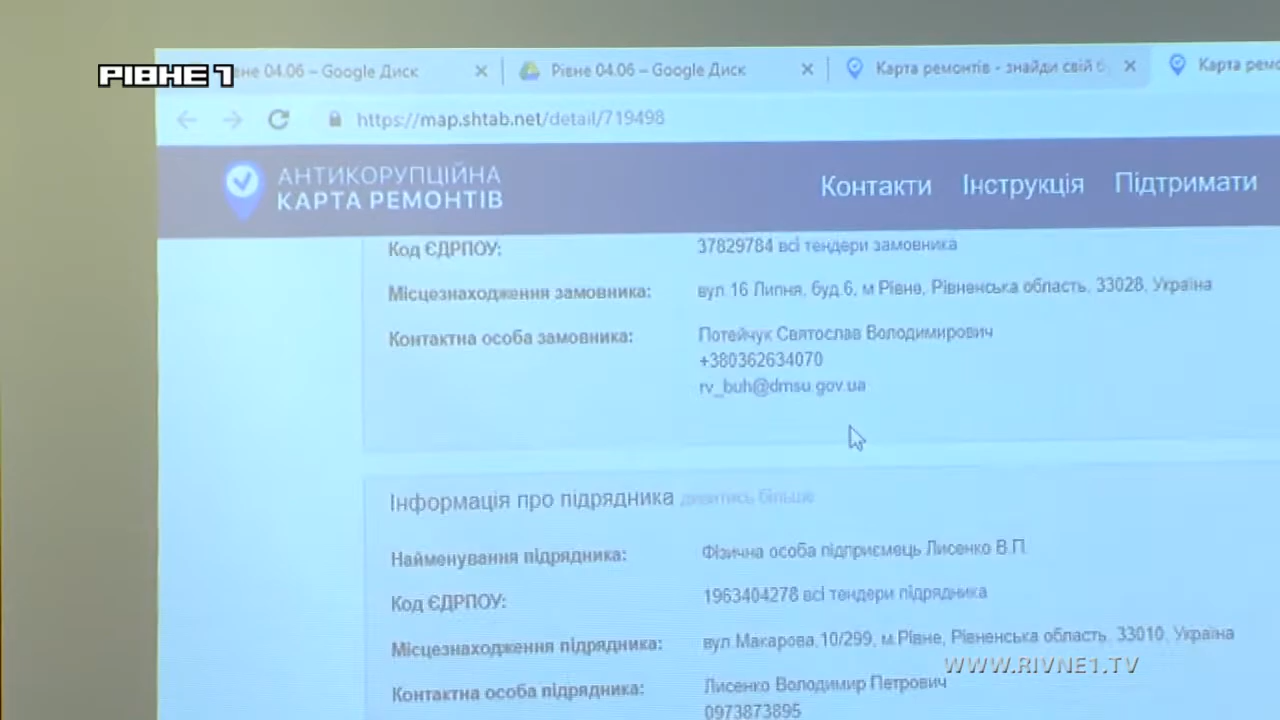 РІВНЕ 1
вне 04.06 – Google Диск
Рівне 04.06 – Google Диск
Карта ремонтів - знайди свій б
Карта ремо
https://map.shtab.net/detail/719498
АНТИКОРУПЦІЙНА
КАРТА РЕМОНТІВ
Контакти Інструкція Підтримати
Код ЄДРПОУ: 37829784 всі тендери замовника
Місцезнаходження замовника: вул.16 Липня, буд.6, м.Рівне, Рівненська область, 33028, Україна
Контактна особа замовника: Потейчук Святослав Володимирович
+380362634070
rv_buh@dmsu.gov.ua
Інформація про підрядника дивитись більше
Найменування підрядника: Фізична особа підприємець Лисенко В.П.
Код ЄДРПОУ: 1963404278 всі тендери підрядника
Місцезнаходження підрядника: вул.Макарова,10/299, м.Рівне, Рівненська область, 33010, Україна
WWW.RIVNE1.TV
Контактна особа підрядника: Лисенко Володимир Петрович
0973873895